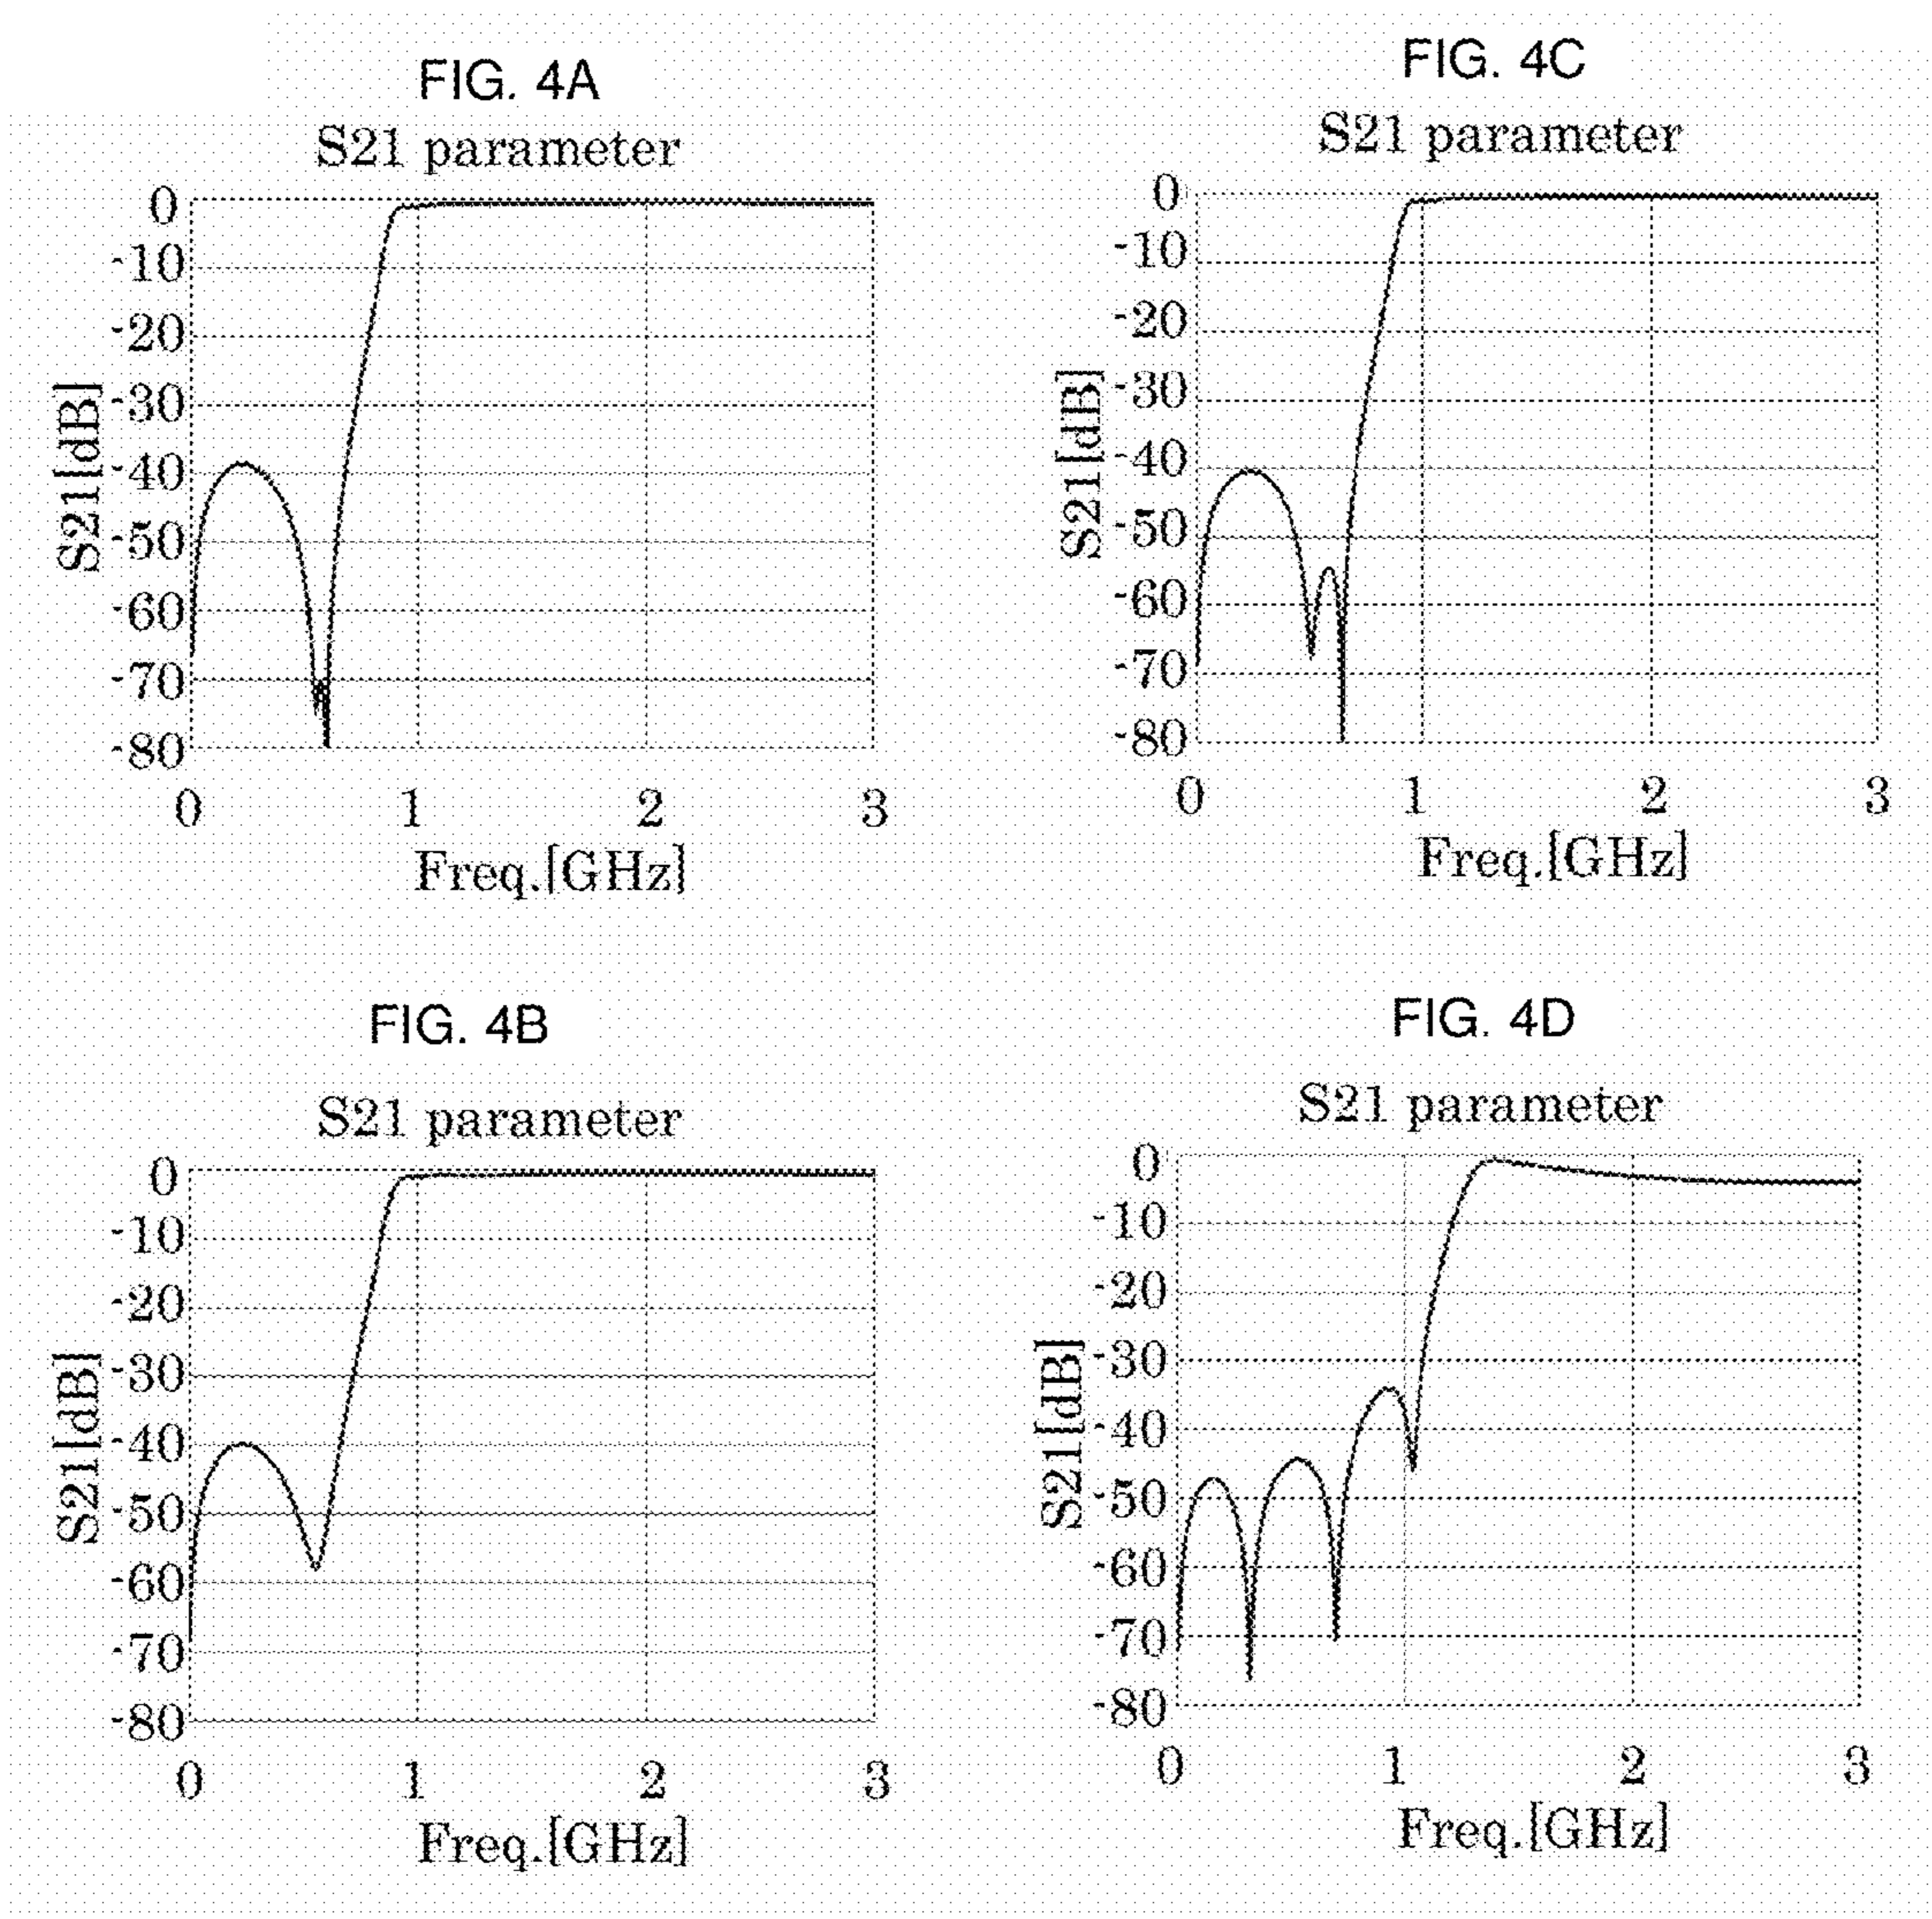 FIG. 4A
S21 parameter
0
-10
-20
-30
-40
-50
-60
-70
-80
S21[dB]
0 1 2 3
Freq.[GHz]
FIG. 4C
S21 parameter
0
-10
-20
-30
-40
-50
-60
-70
-80
S21[dB]
0 1 2 3
Freq.[GHz]
FIG. 4B
S21 parameter
0
-10
-20
-30
-40
-50
-60
-70
-80
S21[dB]
0 1 2 3
Freq.[GHz]
FIG. 4D
S21 parameter
0
-10
-20
-30
-40
-50
-60
-70
-80
S21[dB]
0 1 2 3
Freq.[GHz]